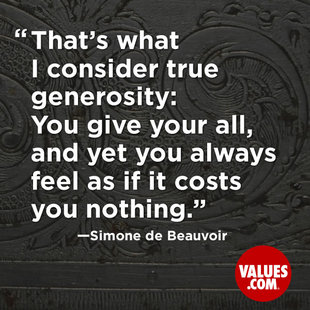 “That’s what
I consider true
generosity:
You give your all,
and yet you always
feel as if it costs
you nothing.”
—Simone de Beauvoir
VALUES
.COM